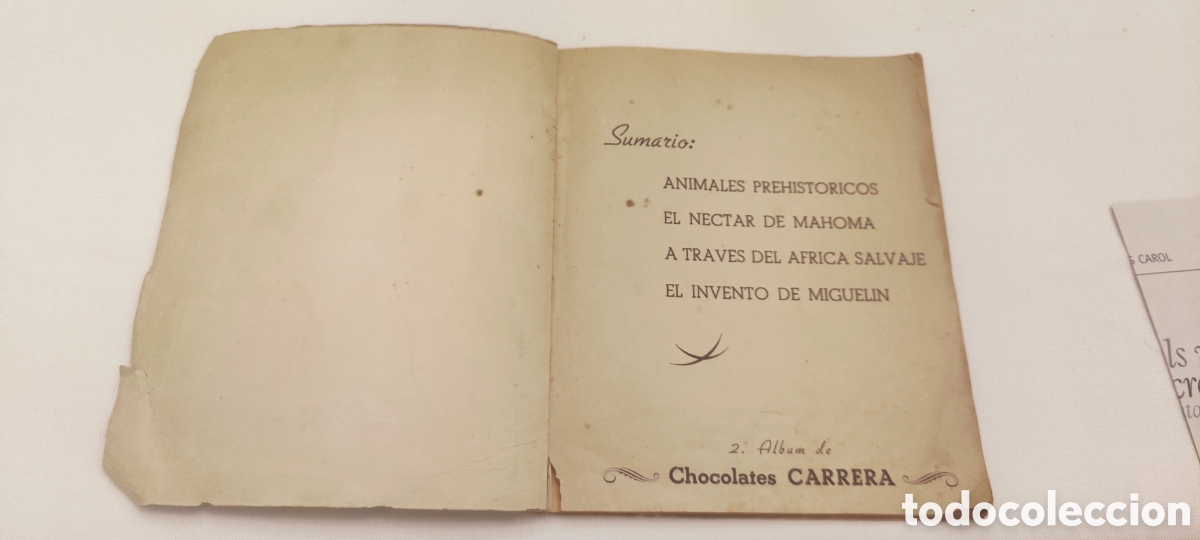 Sumario:
ANIMALES PREHISTORICOS
EL NECTAR DE MAHOMA
A TRAVES DEL AFRICA SALVAJE
EL INVENTO DE MIGUELIN
2. Album de
Chocolates CARRERA
CAROL
todocoleccion